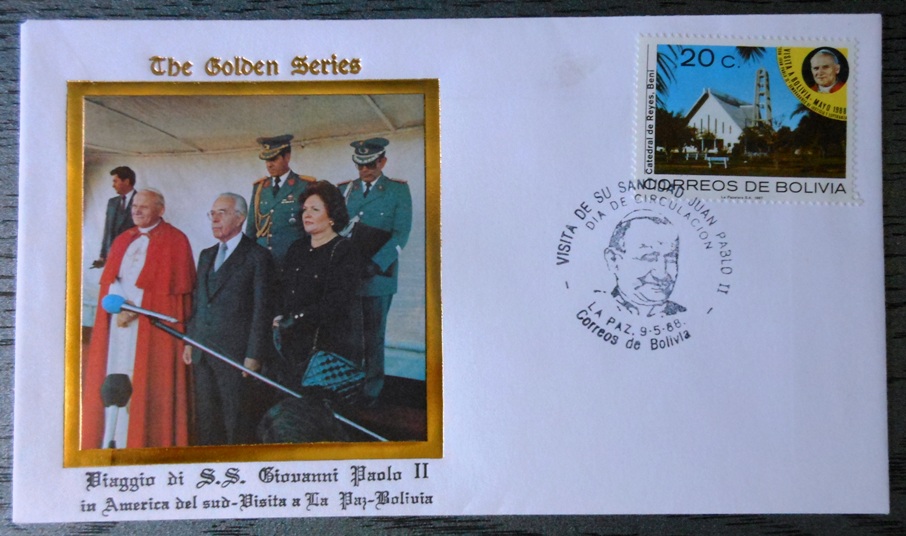 The Golden Series
Viaggio di S.S. Giovanni Paolo II
in America del sud-Visita a La Paz-Bolivia
20 c.
Catedral de Reyes, Beni
VISITA A BOLIVIA - MAYO 1988
CORREOS DE BOLIVIA
VISITA DE SU SANTIDAD JUAN PABLO II
DIA DE CIRCULACION
LA PAZ, 9-5-88.
Correos de Bolivia